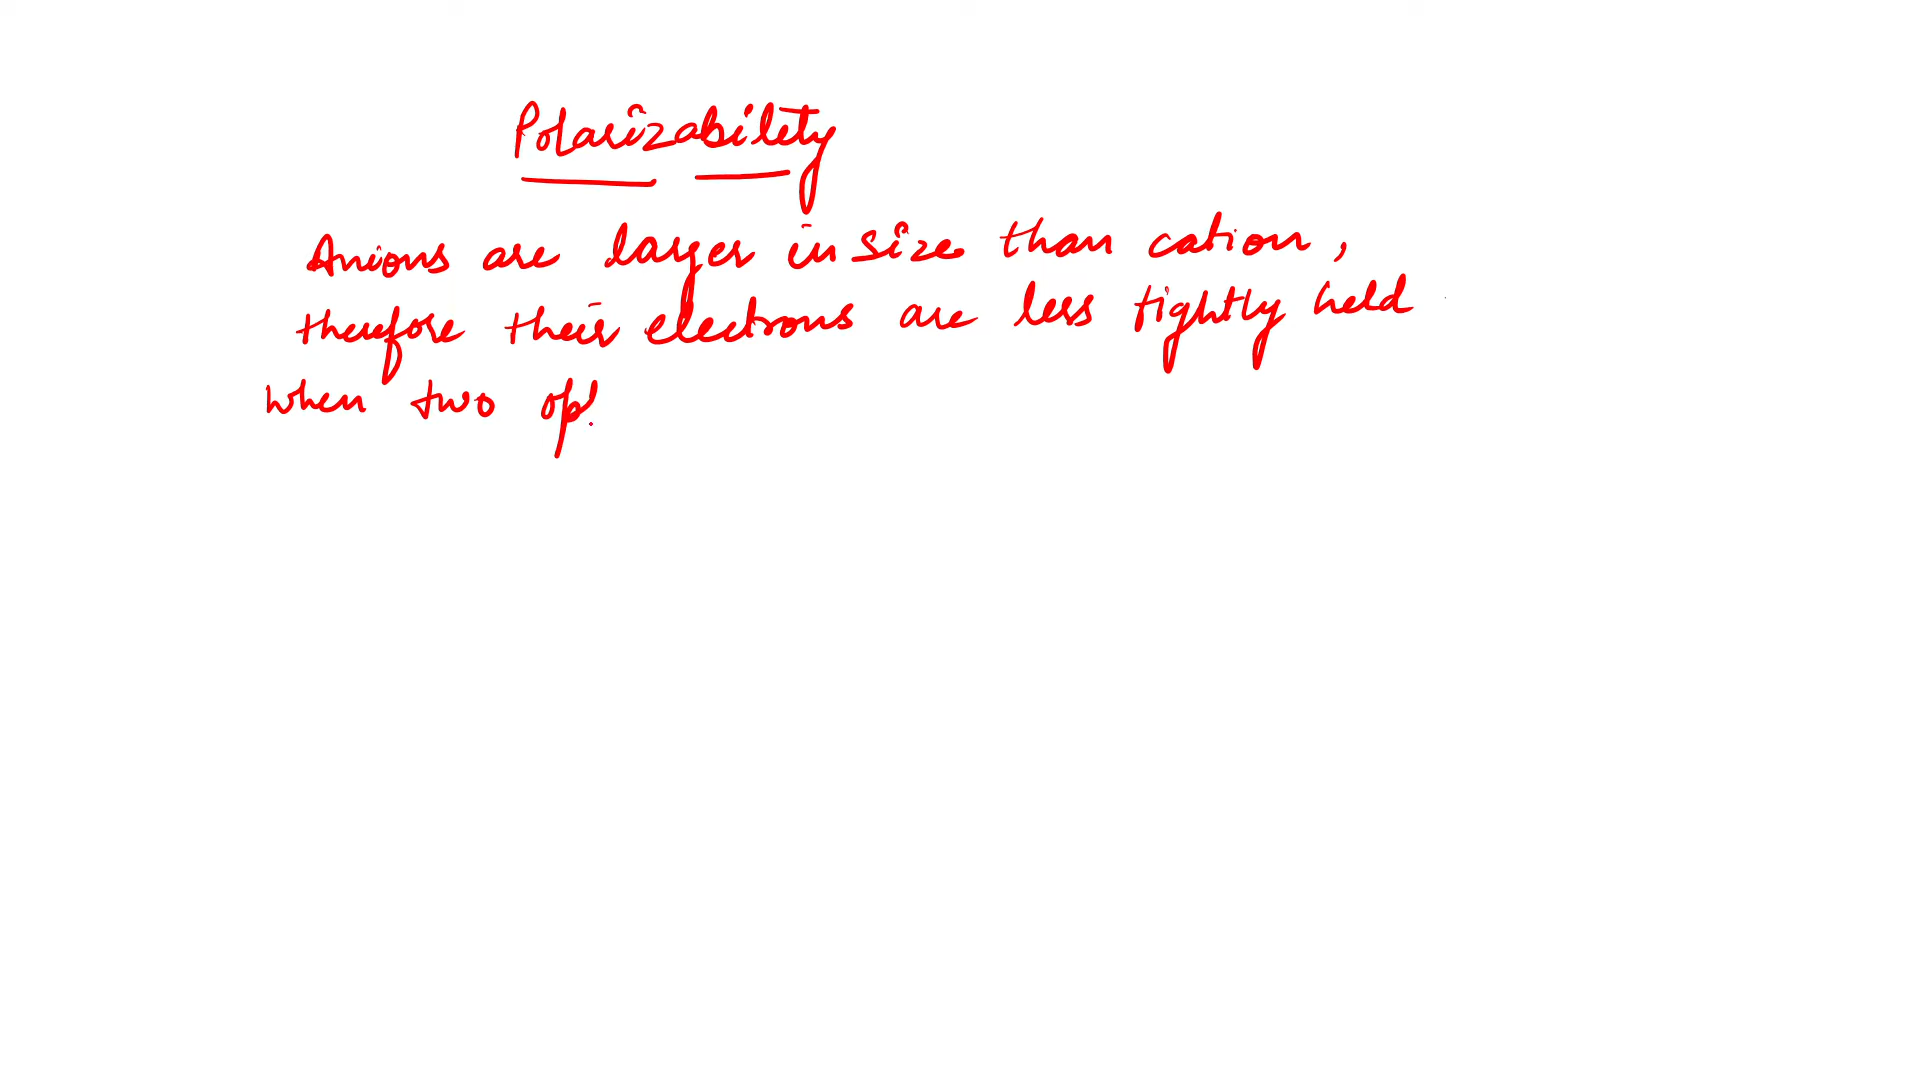 Polarizability
Anions are larger in size than cation,
therefore their electrons are less tightly held
when two op